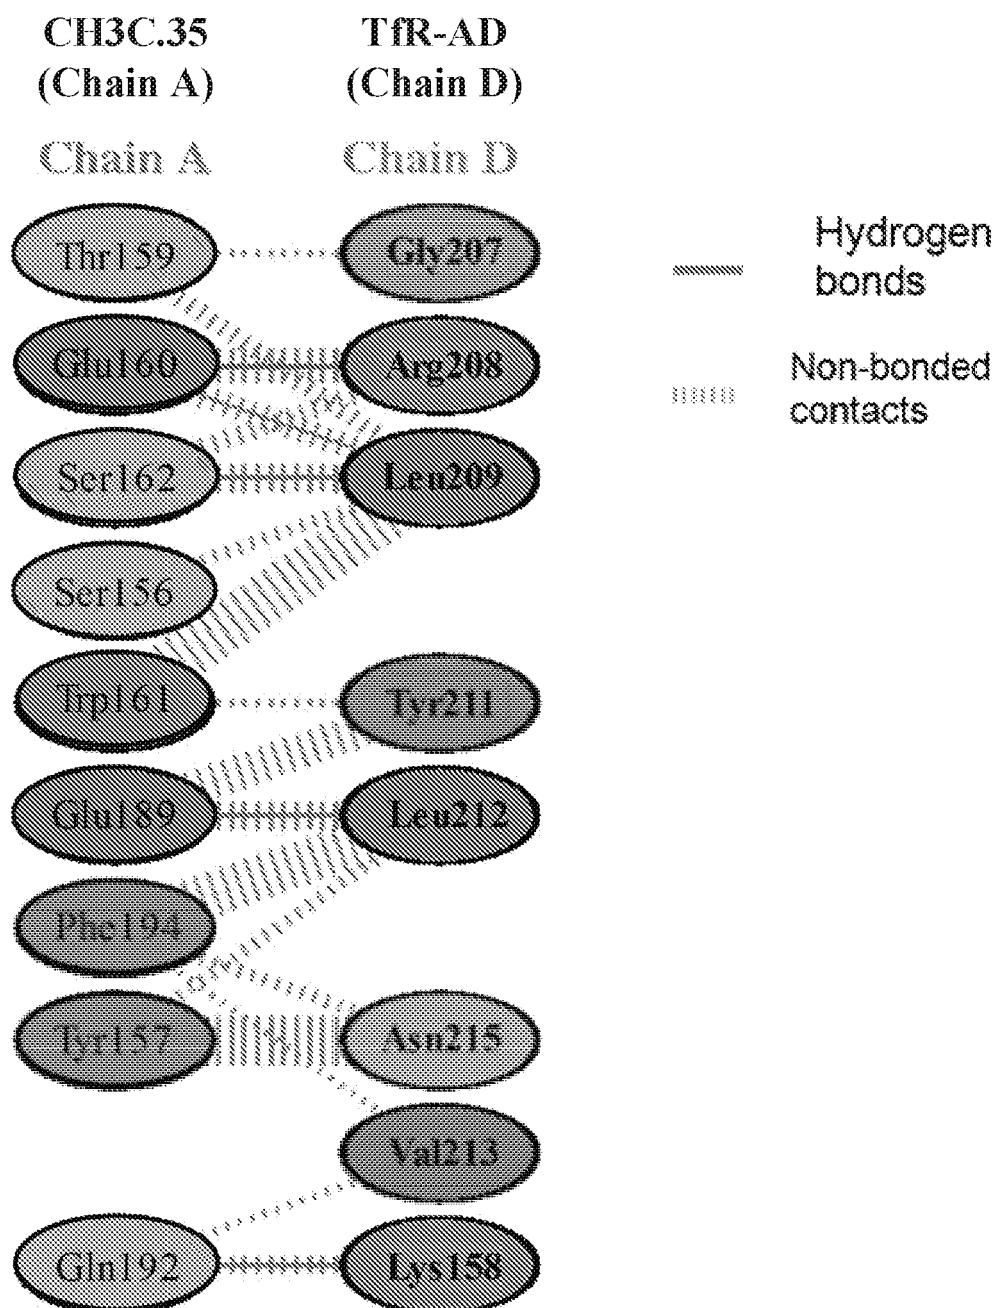 CH3C.35 TfR-AD
(Chain A) (Chain D)
Chain A Chain D
Thr159 Gly207
Hydrogen
bonds
Glu160 Arg208
Non-bonded
contacts
Ser162 Leu209
Ser156
Trp161 Tyr211
Glu189 Leu212
Phe194
Tyr157 Asn215
Val213
Gln192 Lys158